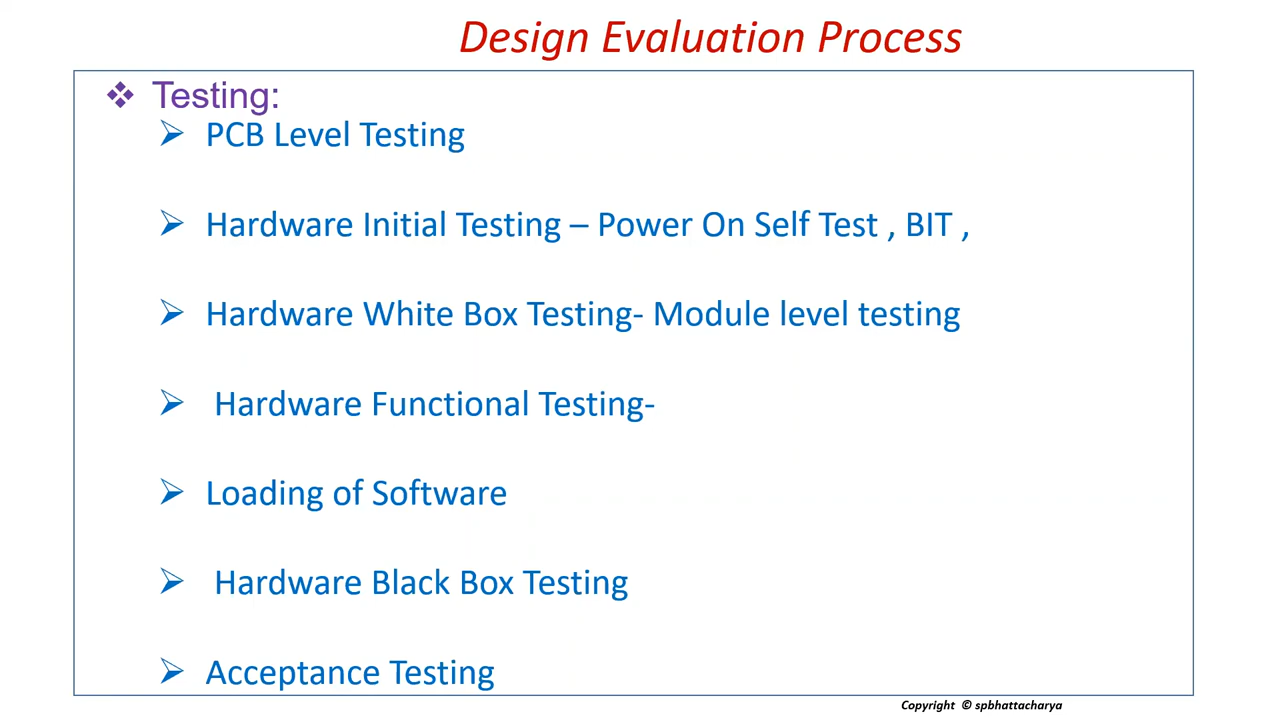 Design Evaluation Process
❖ Testing:
➢ PCB Level Testing
➢ Hardware Initial Testing – Power On Self Test , BIT ,
➢ Hardware White Box Testing- Module level testing
➢ Hardware Functional Testing-
➢ Loading of Software
➢ Hardware Black Box Testing
➢ Acceptance Testing
Copyright © spbhattacharya